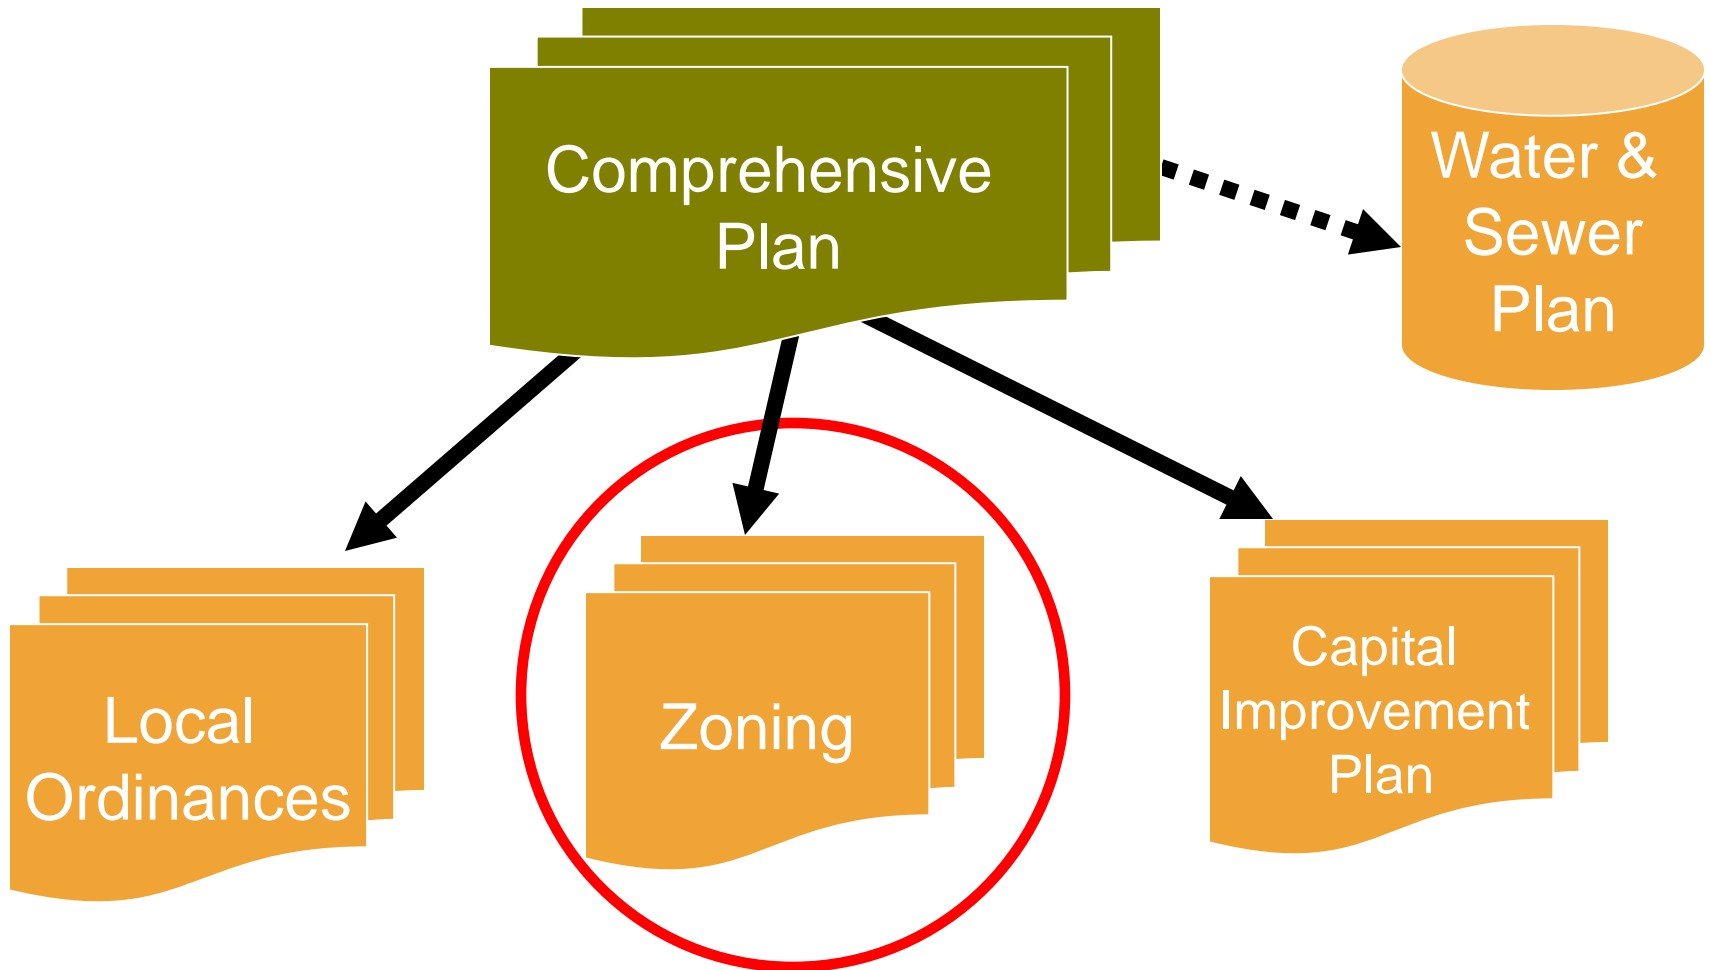 Comprehensive
Plan
Water &
Sewer
Plan
Local
Ordinances
Zoning
Capital
Improvement
Plan